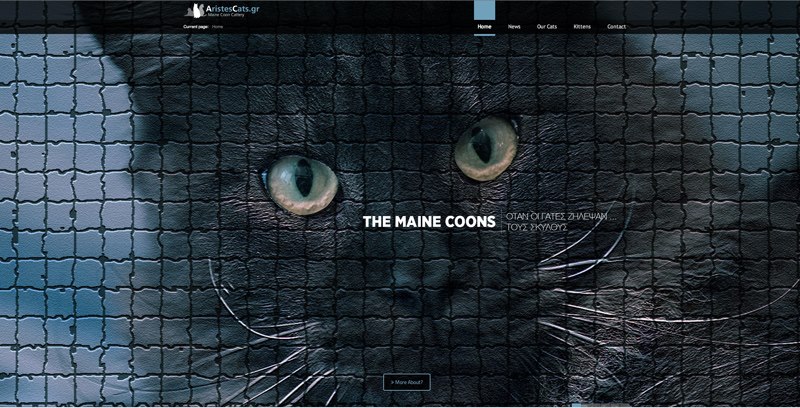 AristesCats.gr
Maine Coon Cattery
Current page: Home
Home News Our Cats Kittens Contact
THE MAINE COONS
ΟΤΑΝ ΟΙ ΓΑΤΕΣ ΖΗΛΕΨΑΝ ...
ΤΟΥΣ ΣΚΥΛΟΥΣ
> More About?